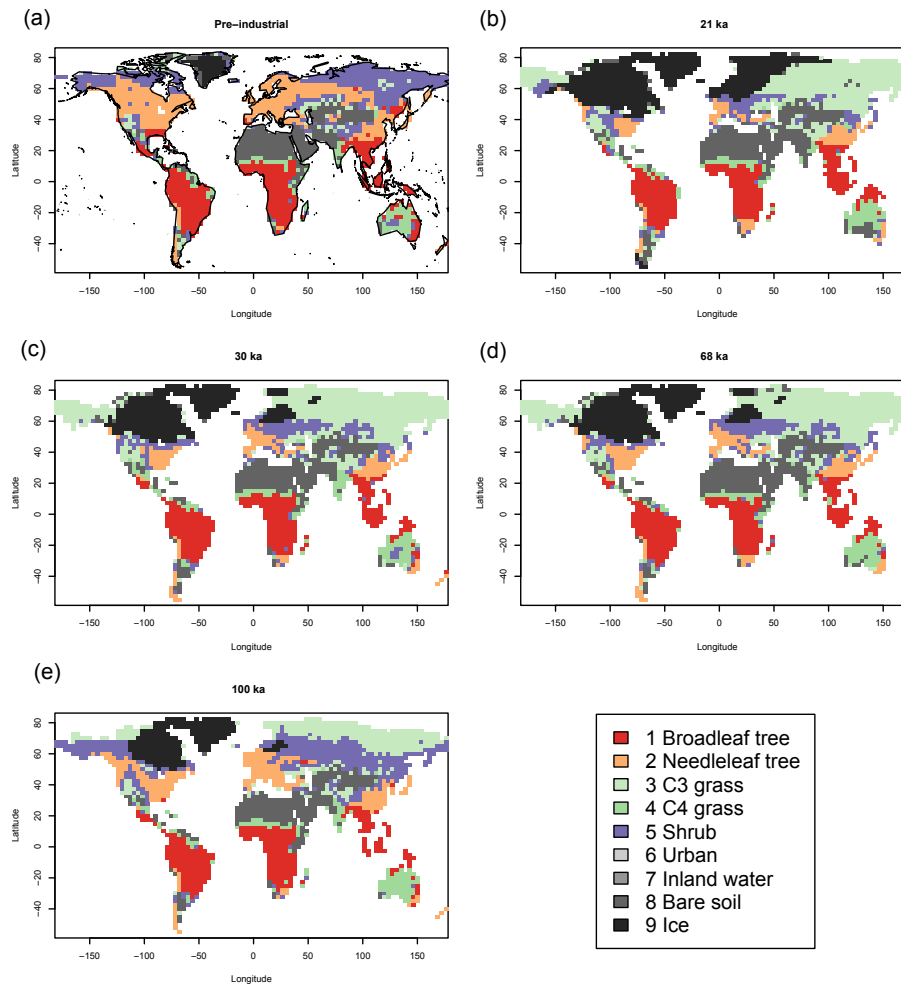 (a)
Pre−industrial
80
60
40
20
0
−20
−40
Latitude
−150 −100 −50 0 50 100 150
Longitude
(b)
21 ka
80
60
40
20
0
−20
−40
Latitude
−150 −100 −50 0 50 100 150
Longitude
(c)
30 ka
80
60
40
20
0
−20
−40
Latitude
−150 −100 −50 0 50 100 150
Longitude
(d)
68 ka
80
60
40
20
0
−20
−40
Latitude
−150 −100 −50 0 50 100 150
Longitude
(e)
100 ka
80
60
40
20
0
−20
−40
Latitude
−150 −100 −50 0 50 100 150
Longitude
1 Broadleaf tree
2 Needleleaf tree
3 C3 grass
4 C4 grass
5 Shrub
6 Urban
7 Inland water
8 Bare soil
9 Ice